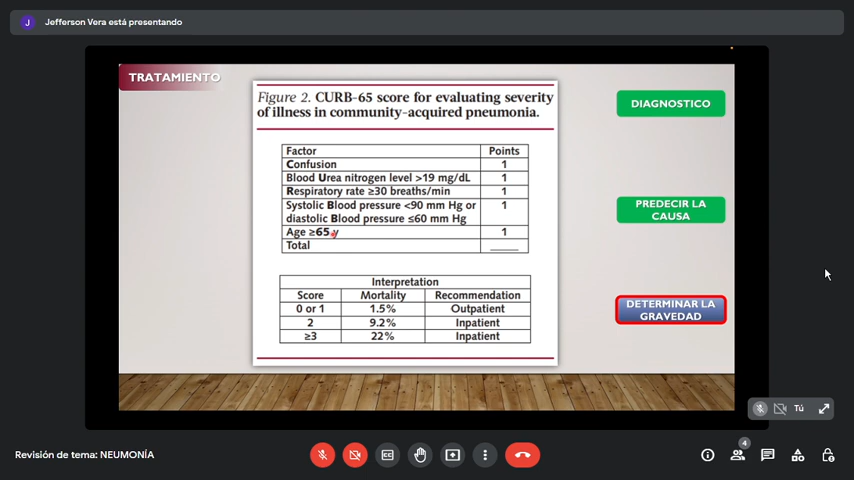 J Jefferson Vera está presentando
TRATAMIENTO
Figure 2. CURB-65 score for evaluating severity
of illness in community-acquired pneumonia.
Factor Points
Confusion 1
Blood Urea nitrogen level >19 mg/dL 1
Respiratory rate ≥30 breaths/min 1
Systolic Blood pressure <90 mm Hg or 1
diastolic Blood pressure ≤60 mm Hg
Age ≥65 y 1
Total
Interpretation
Score Mortality Recommendation
0 or 1 1.5% Outpatient
2 9.2% Inpatient
≥3 22% Inpatient
DIAGNOSTICO
PREDECIR LA
CAUSA
DETERMINAR LA
GRAVEDAD
Tú
Revisión de tema: NEUMONÍA
4